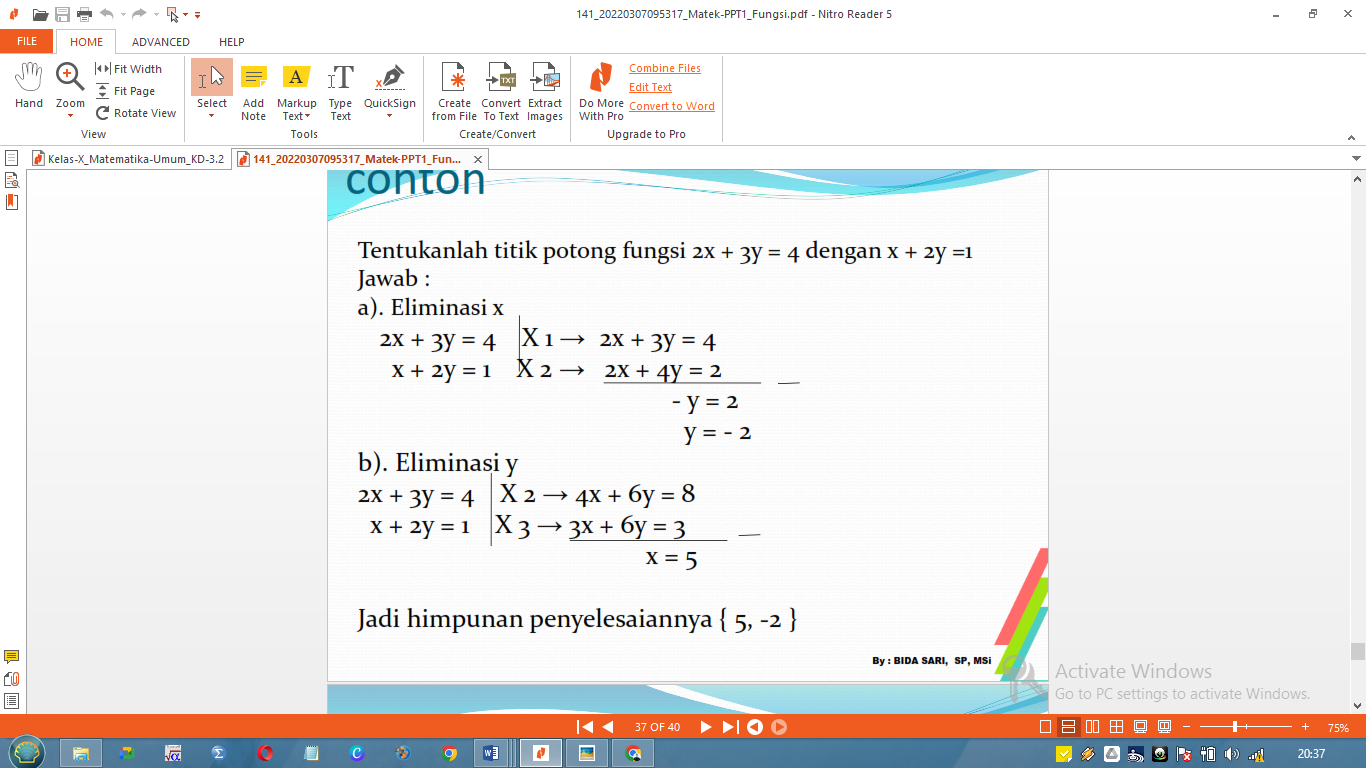 141_20220307095317_Matek-PPT1_Fungsi.pdf - Nitro Reader 5
FILE HOME ADVANCED HELP
Hand
Zoom
Fit Width
Fit Page
Rotate View
View
Select
Add Note
Markup Text
Type Text
QuickSign
Tools
Create from File
Convert To Text
Extract Images
Create/Convert
Do More With Pro
Combine Files
Edit Text
Convert to Word
Upgrade to Pro
Kelas-X_Matematika-Umum_KD-3.2
141_20220307095317_Matek-PPT1_Fun...
conton
Tentukanlah titik potong fungsi 2x + 3y = 4 dengan x + 2y =1
Jawab :
a). Eliminasi x
2x + 3y = 4 X 1 → 2x + 3y = 4
x + 2y = 1 X 2 → 2x + 4y = 2
- y = 2
y = - 2
b). Eliminasi y
2x + 3y = 4 X 2 → 4x + 6y = 8
x + 2y = 1 X 3 → 3x + 6y = 3
x = 5
Jadi himpunan penyelesaiannya { 5, -2 }
By : BIDA SARI, SP, MSi
Activate Windows
Go to PC settings to activate Windows.
37 OF 40
75%
20:37